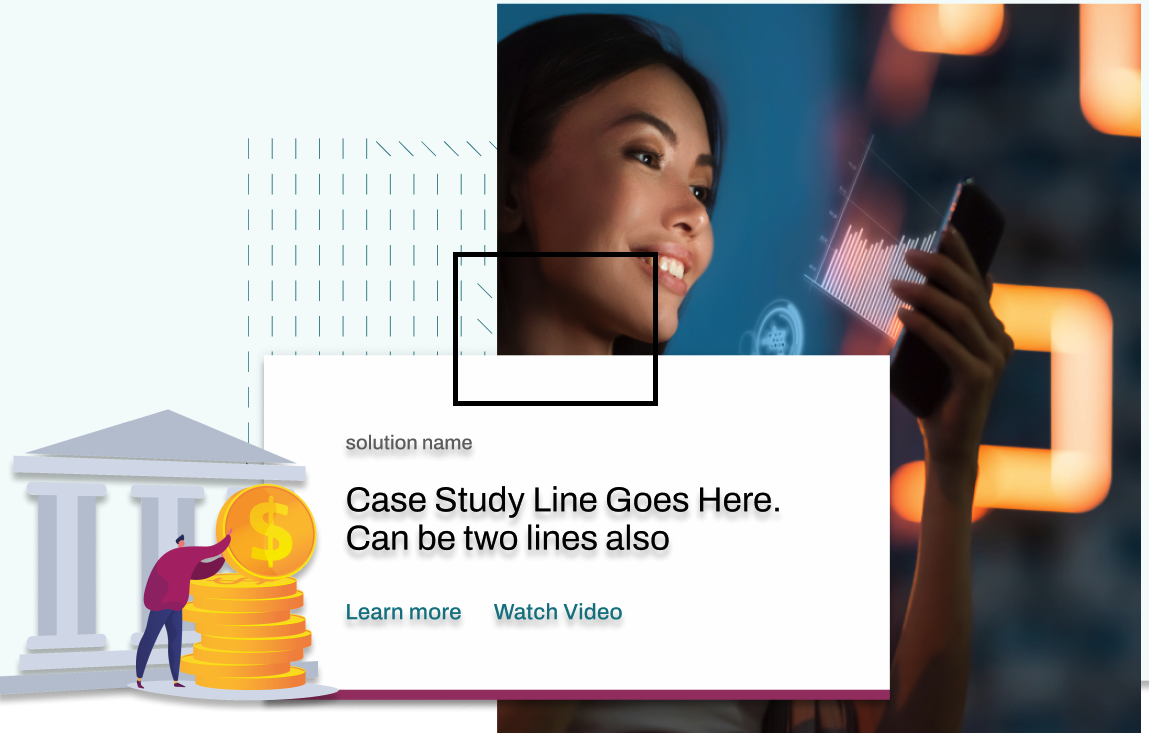 solution name
Case Study Line Goes Here.
Can be two lines also
Learn more
Watch Video
$